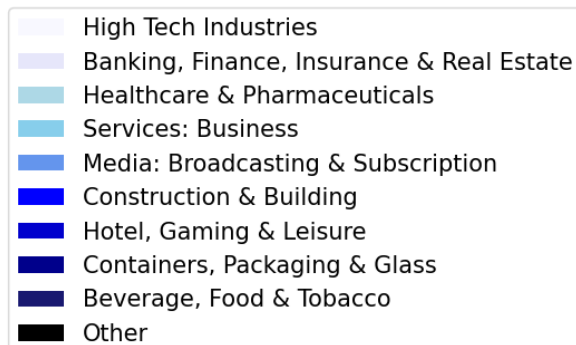 High Tech Industries
Banking, Finance, Insurance & Real Estate
Healthcare & Pharmaceuticals
Services: Business
Media: Broadcasting & Subscription
Construction & Building
Hotel, Gaming & Leisure
Containers, Packaging & Glass
Beverage, Food & Tobacco
Other